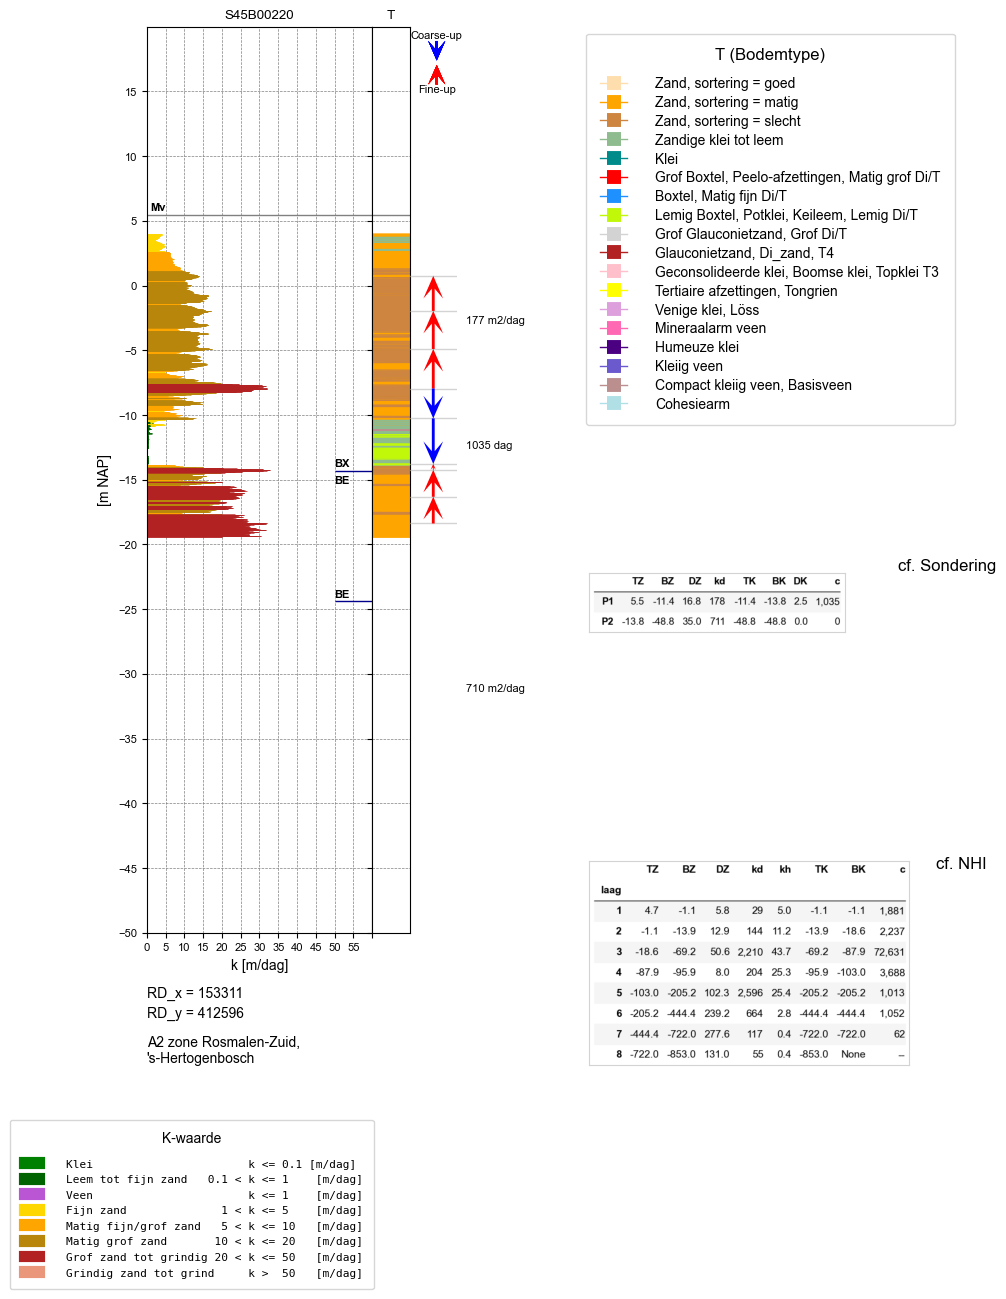 S45B00220
T
Coarse-up
Fine-up
15
10
5
0
−5
−10
−15
−20
−25
−30
−35
−40
−45
−50
[m NAP]
Mv
BX
BE
BE
177 m2/dag
1035 dag
710 m2/dag
0 5 10 15 20 25 30 35 40 45 50 55
k [m/dag]
RD_x = 153311
RD_y = 412596
A2 zone Rosmalen-Zuid,
's-Hertogenbosch
T (Bodemtype)
Zand, sortering = goed
Zand, sortering = matig
Zand, sortering = slecht
Zandige klei tot leem
Klei
Grof Boxtel, Peelo-afzettingen, Matig grof Di/T
Boxtel, Matig fijn Di/T
Lemig Boxtel, Potklei, Keileem, Lemig Di/T
Grof Glauconietzand, Grof Di/T
Glauconietzand, Di_zand, T4
Geconsolideerde klei, Boomse klei, Topklei T3
Tertiaire afzettingen, Tongrien
Venige klei, Löss
Mineraalarm veen
Humeuze klei
Kleiig veen
Compact kleiig veen, Basisveen
Cohesiearm
cf. Sondering
TZ BZ DZ kd TK BK DK c
P1 5.5 -11.4 16.8 178 -11.4 -13.8 2.5 1,035
P2 -13.8 -48.8 35.0 711 -48.8 -48.8 0.0 0
cf. NHI
TZ BZ DZ kd kh TK BK c
laag
1 4.7 -1.1 5.8 29 5.0 -1.1 -1.1 1,881
2 -1.1 -13.9 12.9 144 11.2 -13.9 -18.6 2,237
3 -18.6 -69.2 50.6 2,210 43.7 -69.2 -87.9 72,631
4 -87.9 -95.9 8.0 204 25.3 -95.9 -103.0 3,688
5 -103.0 -205.2 102.3 2,596 25.4 -205.2 -205.2 1,013
6 -205.2 -444.4 239.2 664 2.8 -444.4 -444.4 1,052
7 -444.4 -722.0 277.6 117 0.4 -722.0 -722.0 62
8 -722.0 -853.0 131.0 55 0.4 -853.0 None –
K-waarde
Klei k <= 0.1 [m/dag]
Leem tot fijn zand 0.1 < k <= 1 [m/dag]
Veen k <= 1 [m/dag]
Fijn zand 1 < k <= 5 [m/dag]
Matig fijn/grof zand 5 < k <= 10 [m/dag]
Matig grof zand 10 < k <= 20 [m/dag]
Grof zand tot grindig 20 < k <= 50 [m/dag]
Grindig zand tot grind k > 50 [m/dag]